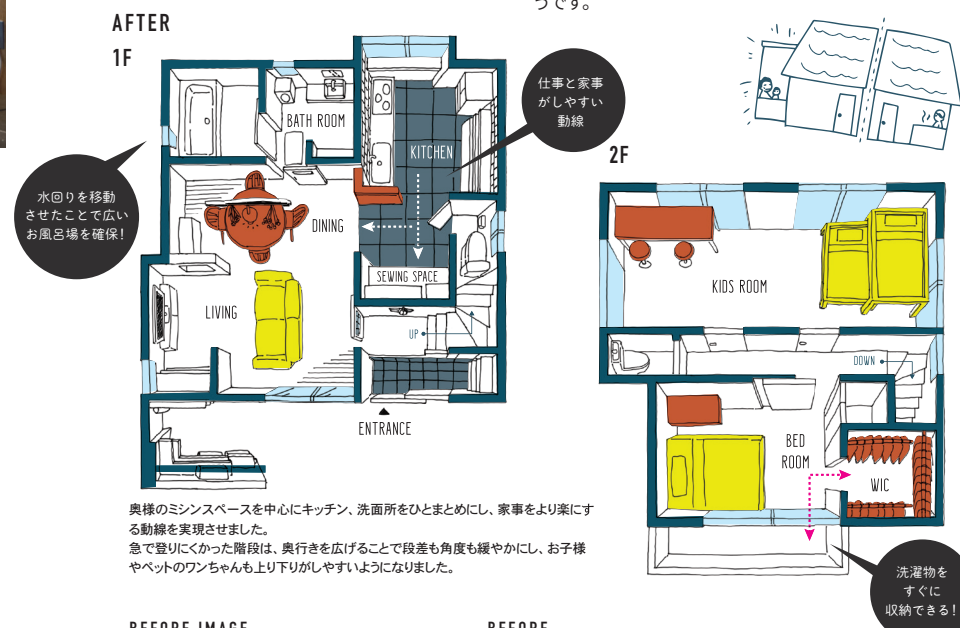 うです。
AFTER
1F
仕事と家事
がしやすい
動線
BATH ROOM
KITCHEN
2F
水回りを移動
させたことで広い
お風呂場を確保!
DINING
SEWING SPACE
LIVING
UP
KIDS ROOM
DOWN
ENTRANCE
BED
ROOM
WIC
奥様のミシンスペースを中心にキッチン、洗面所をひとまとめにし、家事をより楽にす
る動線を実現させました。
急で登りにくかった階段は、奥行きを広げることで段差も角度も緩やかにし、お子様
やペットのワンちゃんも上り下りがしやすいようになりました。
洗濯物を
すぐに
収納できる!
BEFORE IMAGE
BEFORE